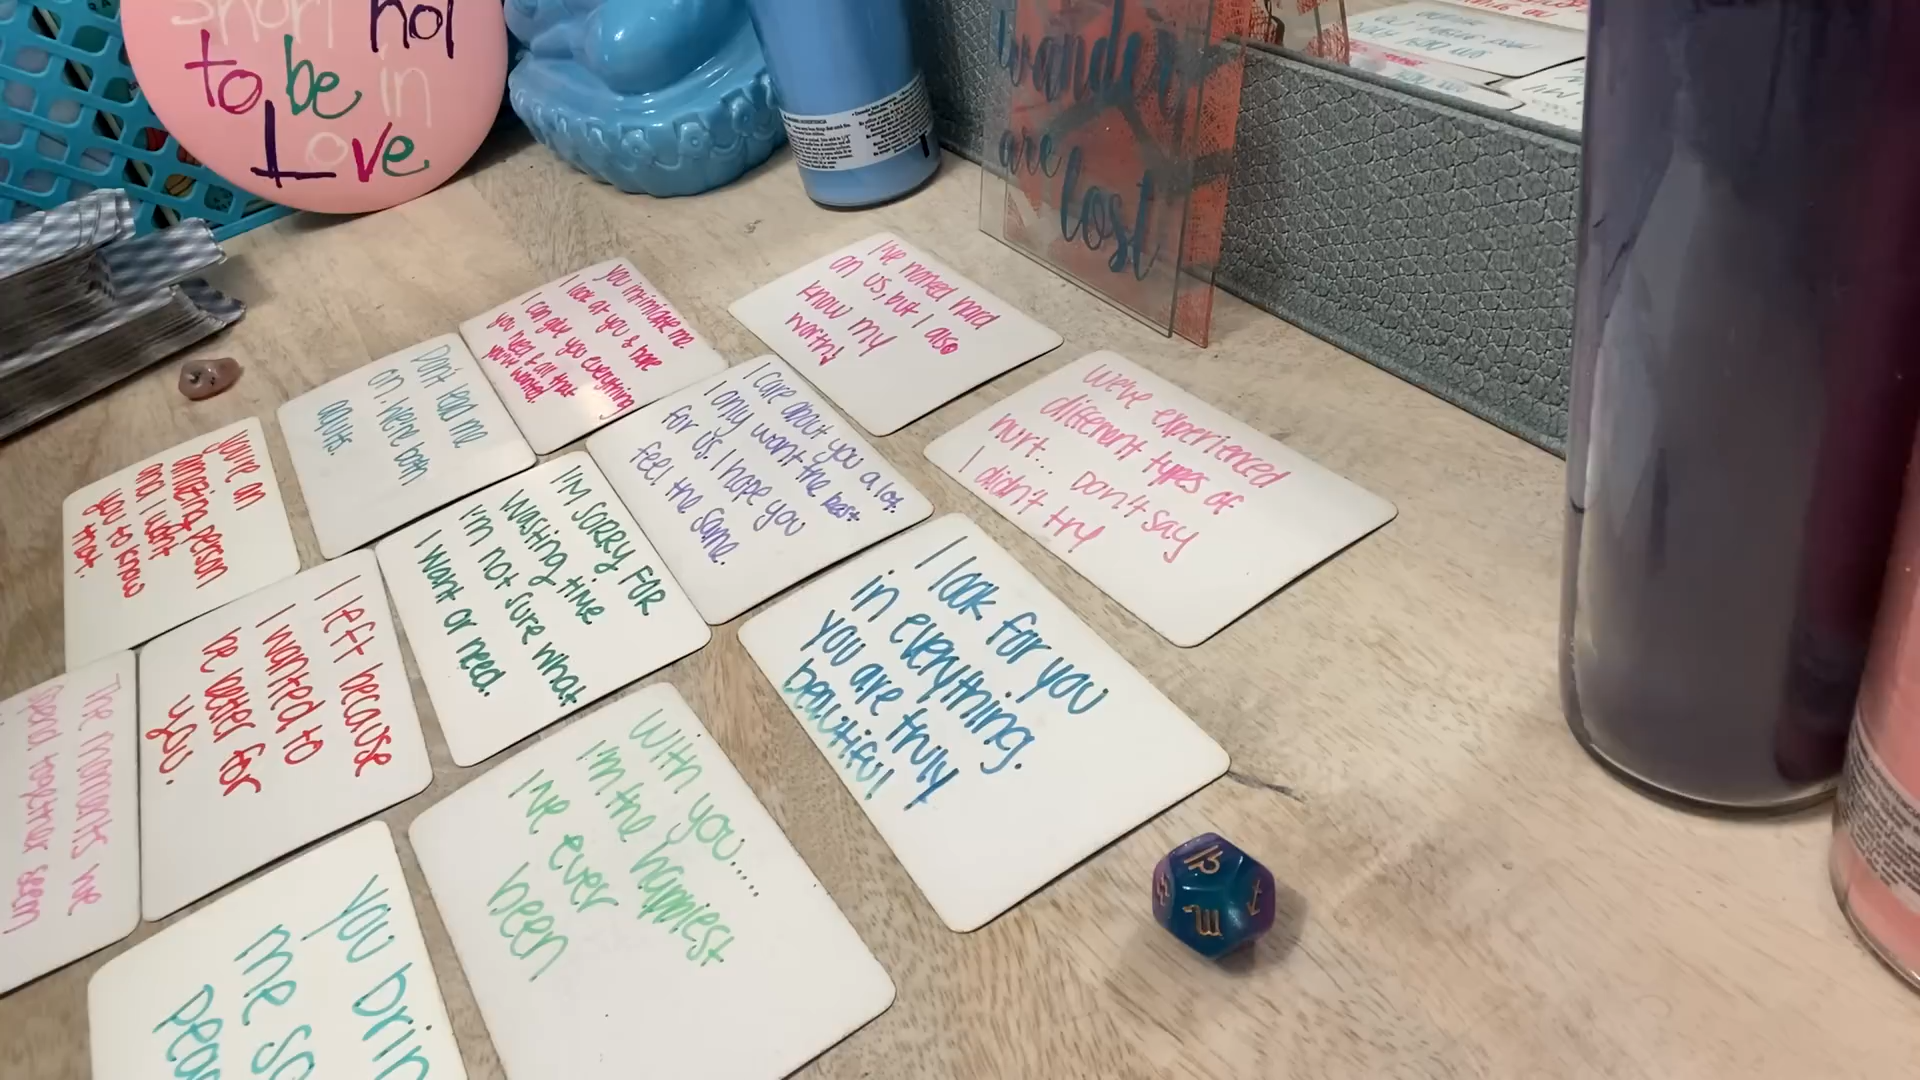 not
to be in
Love
wander
are
lost
I've worked hard
on us, but I also
know my
worth!
you intimidate me.
I look at you & hope
I can give you everything
you need & all that
you've wanted.
Don't lead me
on. We're both
adults.
I care about you a lot.
I only want the best
for us. I hope you
feel the same.
We've experienced
different types of
hurt... Don't say
I didn't try
you're an
amazing person
and I want
you to know
that.
I'M SORRY FOR
wasting time
I'm not sure what
I want or need.
I look for you
in everything.
you are truly
beautiful
I left because
I wanted to
be better for
you.
The moments we
spend together
With you.....
I'm the happiest
I've ever
been
you brin
me so
pea